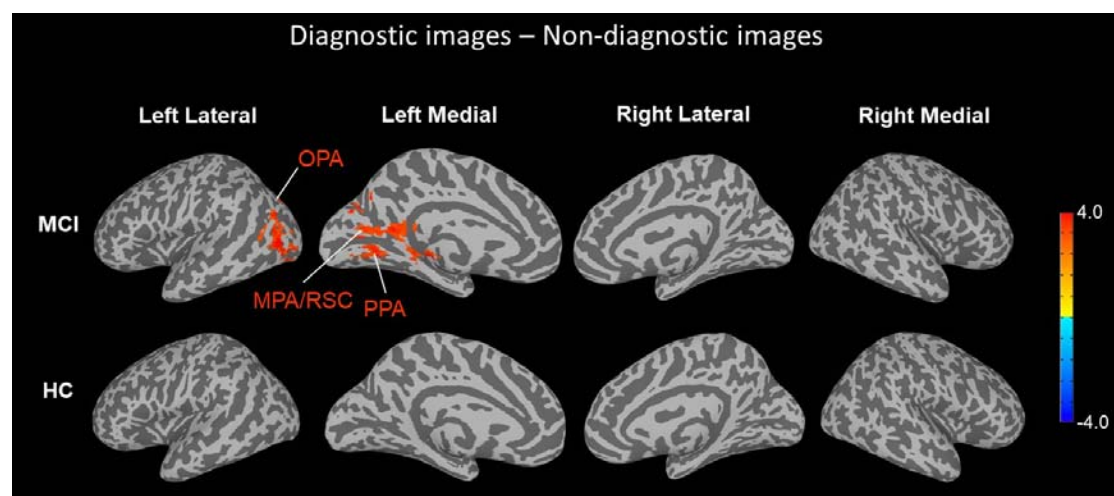 Diagnostic images – Non-diagnostic images
Left Lateral
Left Medial
Right Lateral
Right Medial
OPA
MCI
4.0
MPA/RSC
PPA
HC
-4.0